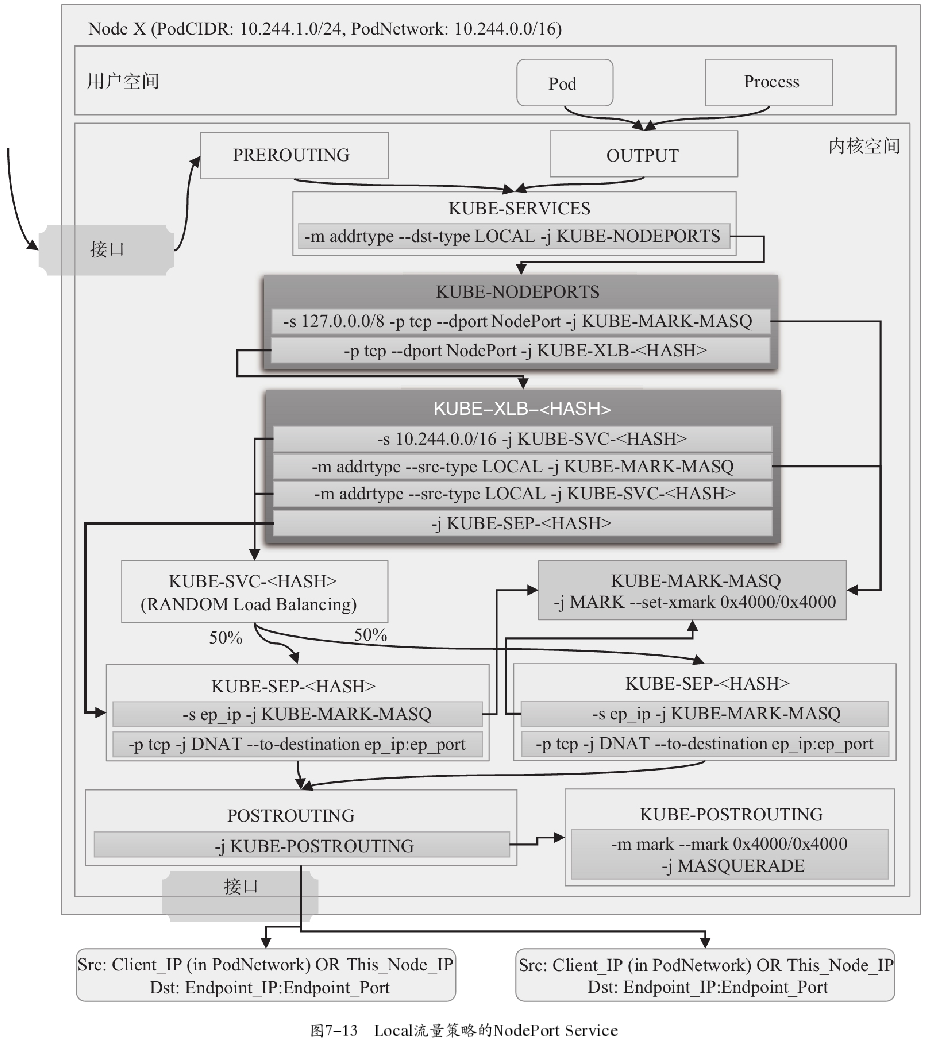 Node X (PodCIDR: 10.244.1.0/24, PodNetwork: 10.244.0.0/16)
用户空间
Pod
Process
内核空间
PREROUTING
OUTPUT
接口
KUBE-SERVICES
-m addrtype --dst-type LOCAL -j KUBE-NODEPORTS
KUBE-NODEPORTS
-s 127.0.0.0/8 -p tcp --dport NodePort -j KUBE-MARK-MASQ
-p tcp --dport NodePort -j KUBE-XLB-<HASH>
KUBE-XLB-<HASH>
-s 10.244.0.0/16 -j KUBE-SVC-<HASH>
-m addrtype --src-type LOCAL -j KUBE-MARK-MASQ
-m addrtype --src-type LOCAL -j KUBE-SVC-<HASH>
-j KUBE-SEP-<HASH>
KUBE-SVC-<HASH>
(RANDOM Load Balancing)
KUBE-MARK-MASQ
-j MARK --set-xmark 0x4000/0x4000
50%
50%
KUBE-SEP-<HASH>
-s ep_ip -j KUBE-MARK-MASQ
-p tcp -j DNAT --to-destination ep_ip:ep_port
KUBE-SEP-<HASH>
-s ep_ip -j KUBE-MARK-MASQ
-p tcp -j DNAT --to-destination ep_ip:ep_port
POSTROUTING
-j KUBE-POSTROUTING
KUBE-POSTROUTING
-m mark --mark 0x4000/0x4000
-j MASQUERADE
接口
Src: Client_IP (in PodNetwork) OR This_Node_IP
Dst: Endpoint_IP:Endpoint_Port
Src: Client_IP (in PodNetwork) OR This_Node_IP
Dst: Endpoint_IP:Endpoint_Port
图7-13 Local流量策略的NodePort Service